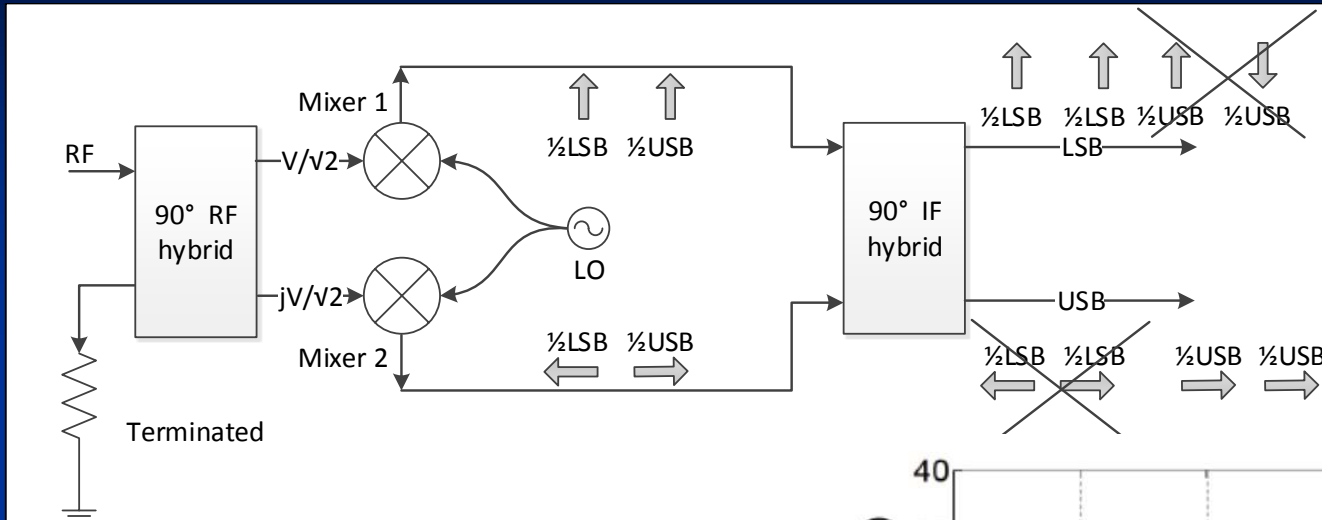 ½LSB ½LSB ½USB ½USB
LSB
Mixer 1
½LSB ½USB
RF
V/√2
90° RF
hybrid
LO
90° IF
hybrid
jV/√2
USB
Mixer 2
½LSB ½USB
½LSB ½LSB ½USB ½USB
Terminated
40